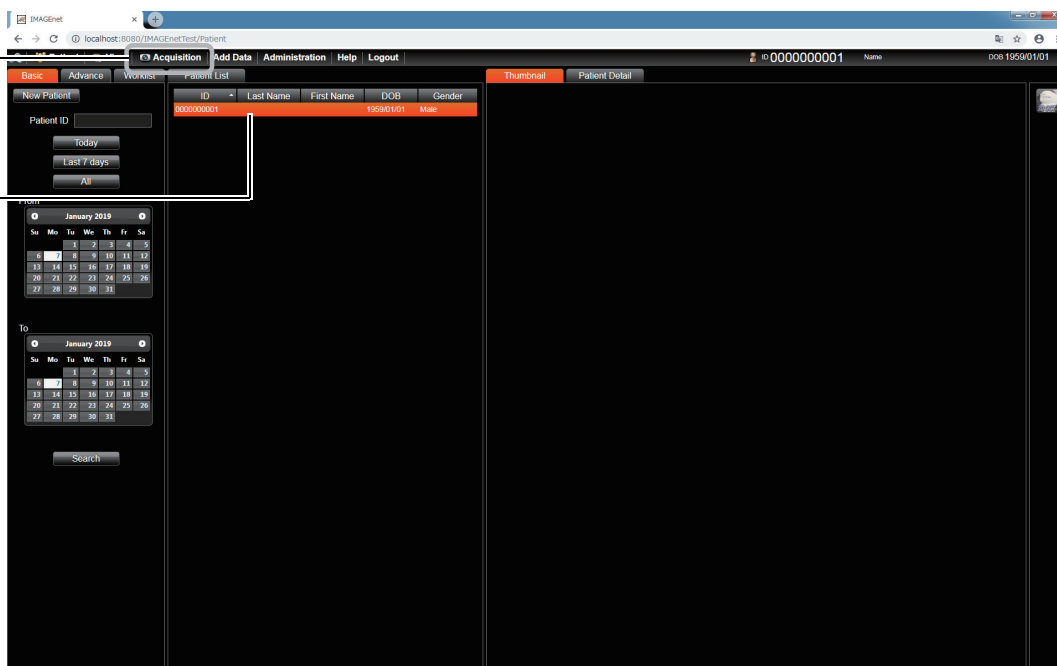 IMAGEnet
localhost:8080/IMAGEnetTest/Patient
Acquisition Add Data Administration Help Logout
ID 0000000001 Name DOB 1959/01/01
Basic Advance Worklist Patient List Thumbnail Patient Detail
New Patient
ID Last Name First Name DOB Gender
0000000001 1959/01/01 Male
Patient ID
Today
Last 7 days
All
From
January 2019
Su Mo Tu We Th Fr Sa
1 2 3 4 5
6 7 8 9 10 11 12
13 14 15 16 17 18 19
20 21 22 23 24 25 26
27 28 29 30 31
To
January 2019
Su Mo Tu We Th Fr Sa
1 2 3 4 5
6 7 8 9 10 11 12
13 14 15 16 17 18 19
20 21 22 23 24 25 26
27 28 29 30 31
Search